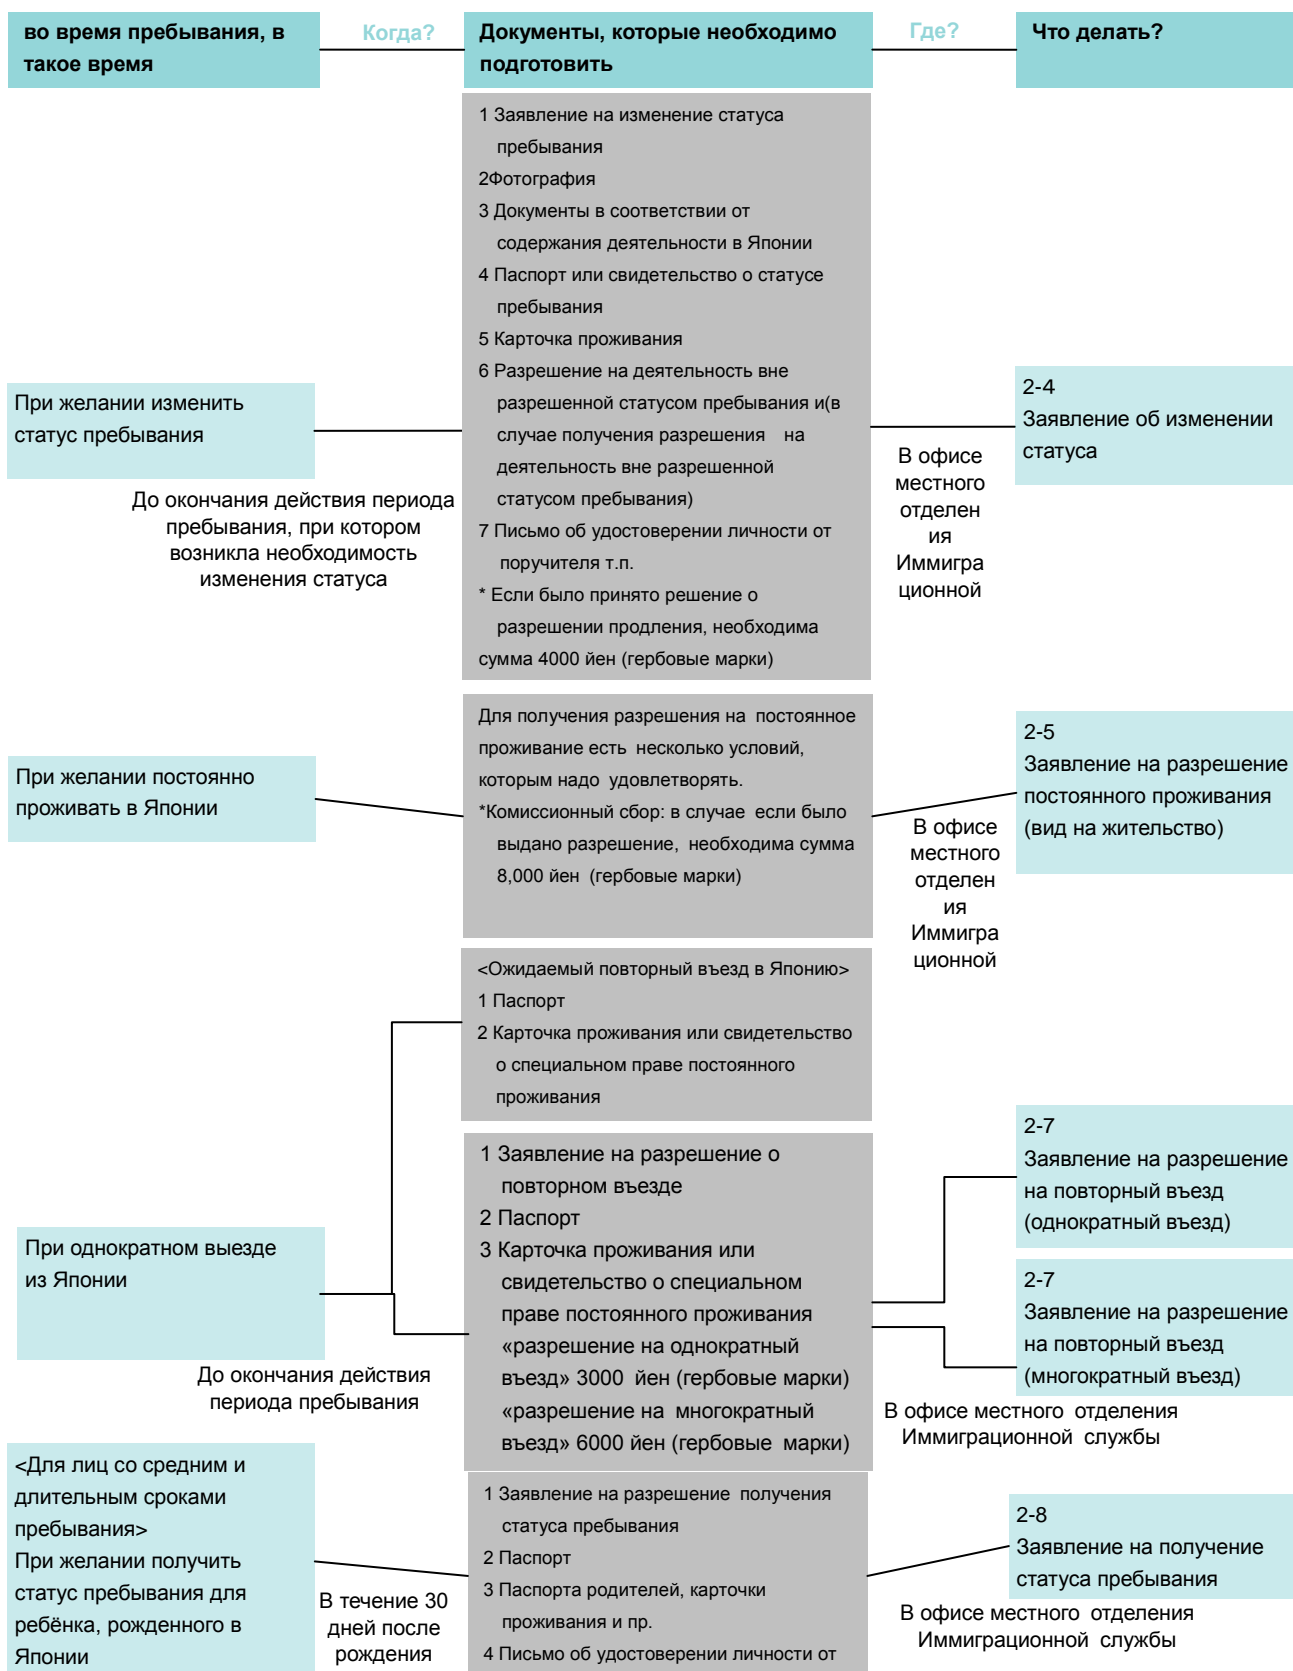 во время пребывания, в
такое время
Когда?
Документы, которые необходимо
подготовить
Где?
Что делать?
При желании изменить
статус пребывания
До окончания действия периода
пребывания, при котором
возникла необходимость
изменения статуса
1 Заявление на изменение статуса
пребывания
2Фотография
3 Документы в соответствии от
содержания деятельности в Японии
4 Паспорт или свидетельство о статусе
пребывания
5 Карточка проживания
6 Разрешение на деятельность вне
разрешенной статусом пребывания и(в
случае получения разрешения на
деятельность вне разрешенной
статусом пребывания)
7 Письмо об удостоверении личности от
поручителя т.п.
* Если было принято решение о
разрешении продления, необходима
сумма 4000 йен (гербовые марки)
В офисе
местного
отделен
ия
Иммигра
ционной
2-4
Заявление об изменении
статуса
При желании постоянно
проживать в Японии
Для получения разрешения на постоянное
проживание есть несколько условий,
которым надо удовлетворять.
*Комиссионный сбор: в случае если было
выдано разрешение, необходима сумма
8,000 йен (гербовые марки)
В офисе
местного
отделен
ия
Иммигра
ционной
2-5
Заявление на разрешение
постоянного проживания
(вид на жительство)
При однократном выезде
из Японии
До окончания действия
периода пребывания
<Ожидаемый повторный въезд в Японию>
1 Паспорт
2 Карточка проживания или свидетельство
о специальном праве постоянного
проживания
1 Заявление на разрешение о
повторном въезде
2 Паспорт
3 Карточка проживания или
свидетельство о специальном
праве постоянного проживания
«разрешение на однократный
въезд» 3000 йен (гербовые марки)
«разрешение на многократный
въезд» 6000 йен (гербовые марки)
2-7
Заявление на разрешение
на повторный въезд
(однократный въезд)
2-7
Заявление на разрешение
на повторный въезд
(многократный въезд)
В офисе местного отделения
Иммиграционной службы
<Для лиц со средним и
длительным сроками
пребывания>
При желании получить
статус пребывания для
ребёнка, рожденного в
Японии
В течение 30
дней после
рождения
1 Заявление на разрешение получения
статуса пребывания
2 Паспорт
3 Паспорта родителей, карточки
проживания и пр.
4 Письмо об удостоверении личности от
2-8
Заявление на получение
статуса пребывания
В офисе местного отделения
Иммиграционной службы